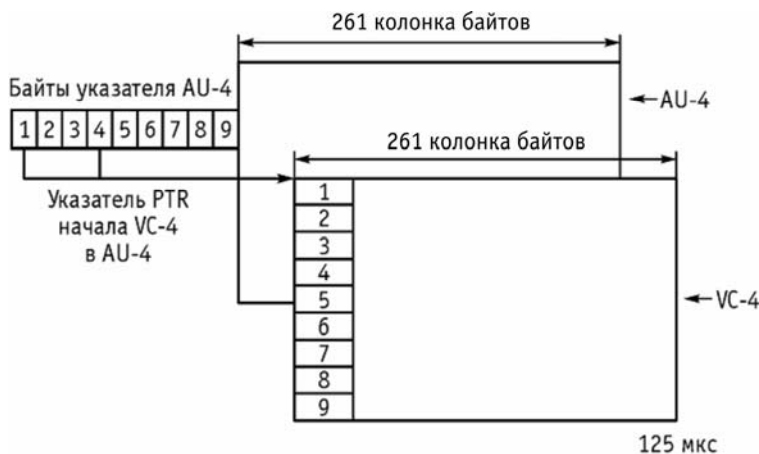 261 колонка байтов
Байты указателя AU-4
AU-4
1 2 3 4 5 6 7 8 9
261 колонка байтов
Указатель PTR
начала VC-4
в AU-4
1
2
3
4
5
6
7
8
9
VC-4
125 мкс